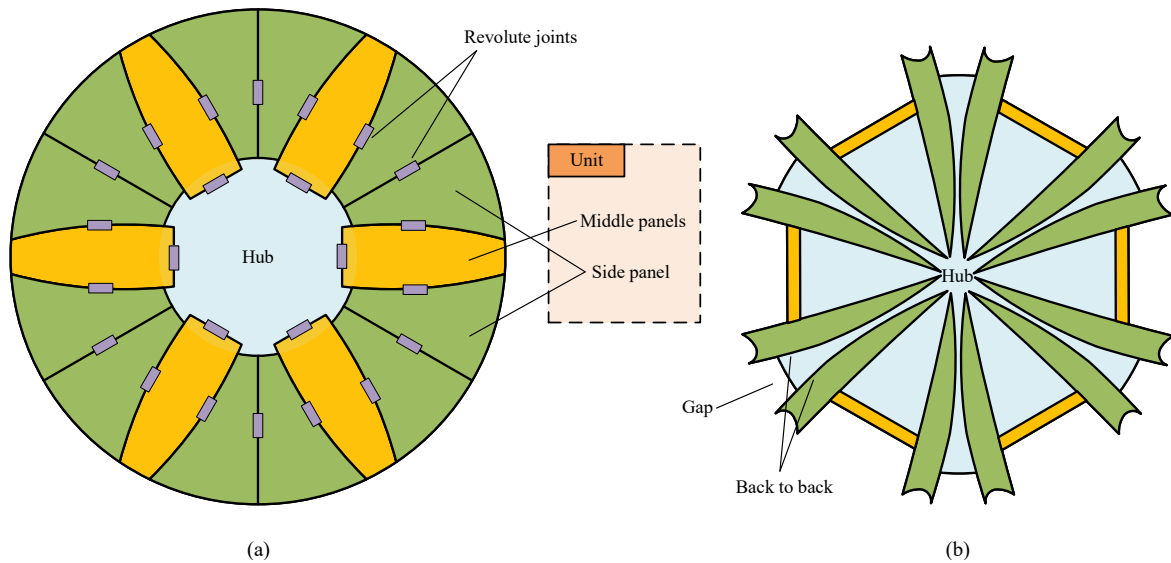 Revolute joints
Unit
Middle panels
Hub
Side panel
Hub
Gap
Back to back
(a)
(b)